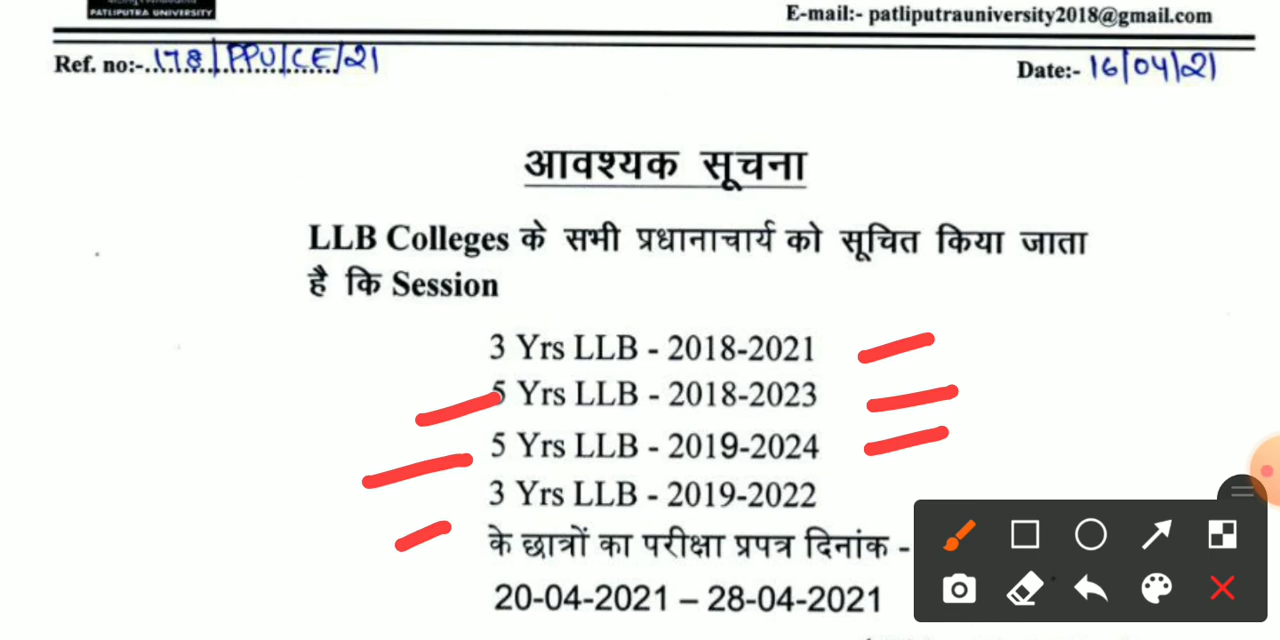 PATLIPUTRA UNIVERSITY
E-mail:- patliputrauniversity2018@gmail.com
Ref. no:-..178/PPU/CE/21
Date:- 16/04/21
आवश्यक सूचना
LLB Colleges के सभी प्रधानाचार्य को सूचित किया जाता
है कि Session
3 Yrs LLB - 2018-2021
5 Yrs LLB - 2018-2023
5 Yrs LLB - 2019-2024
3 Yrs LLB - 2019-2022
के छात्रों का परीक्षा प्रपत्र दिनांक -
20-04-2021 – 28-04-2021